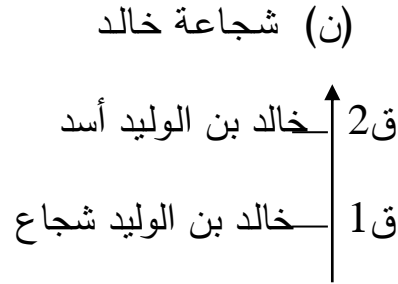 (ن) شجاعة خالد
ق2 خالد بن الوليد أسد
ق1 خالد بن الوليد شجاع